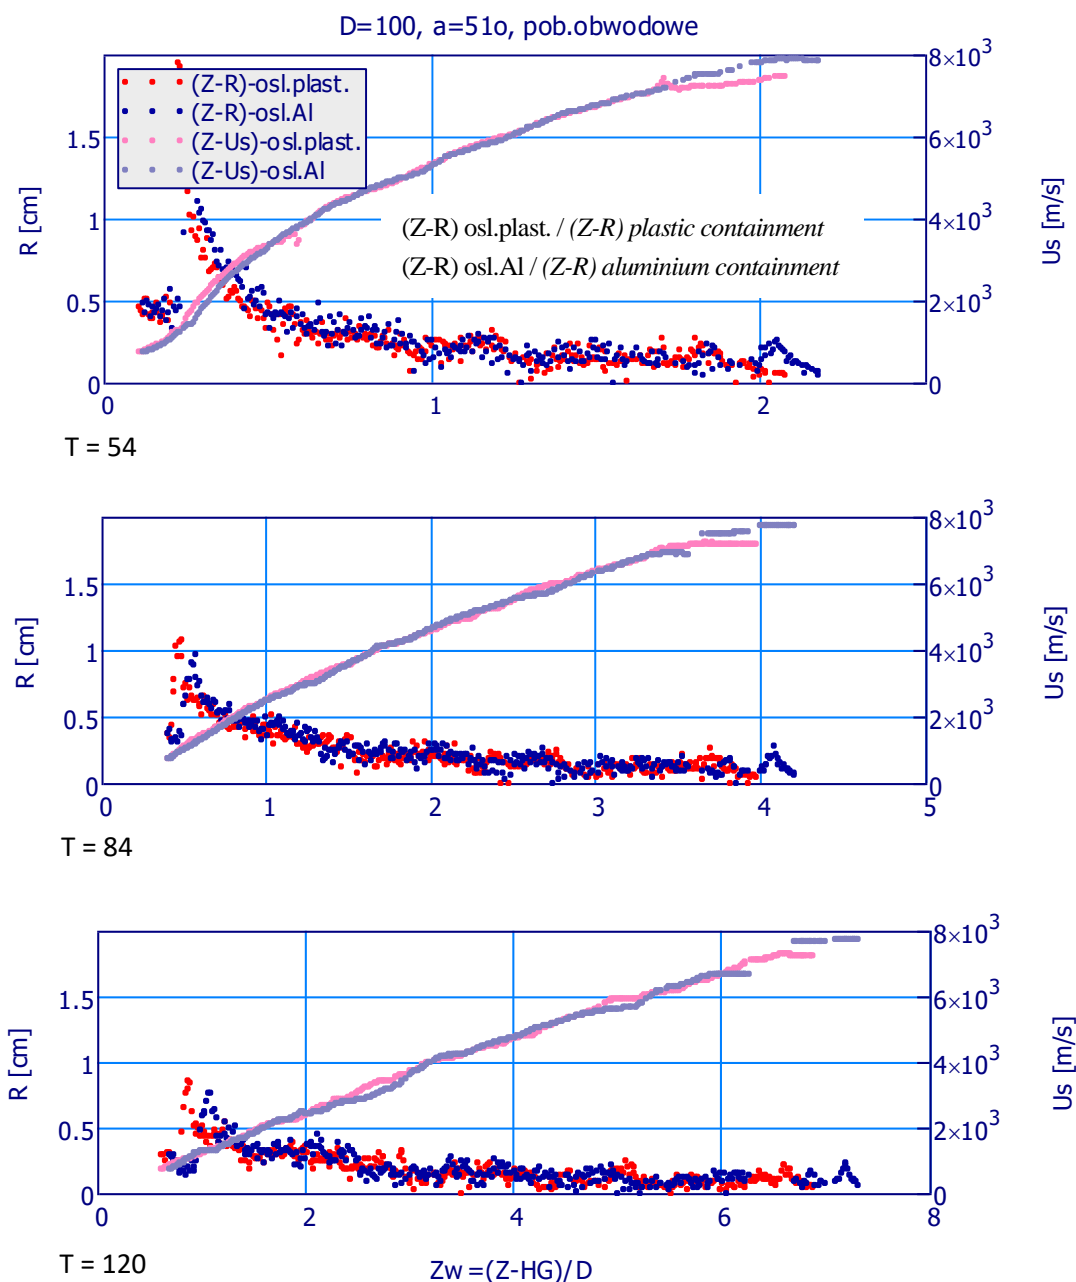 D=100, a=51o, pob.obwodowe
(Z-R)-osl.plast.
(Z-R)-osl.Al
(Z-Us)-osl.plast.
(Z-Us)-osl.Al
(Z-R) osl.plast. / (Z-R) plastic containment
(Z-R) osl.Al / (Z-R) aluminium containment
R [cm]
1.5
1
0.5
0
Us [m/s]
8×10³
6×10³
4×10³
2×10³
0
0 1 2
T = 54
R [cm]
1.5
1
0.5
0
Us [m/s]
8×10³
6×10³
4×10³
2×10³
0
0 1 2 3 4 5
T = 84
R [cm]
1.5
1
0.5
0
Us [m/s]
8×10³
6×10³
4×10³
2×10³
0
0 2 4 6 8
T = 120
Zw =(Z-HG)/D